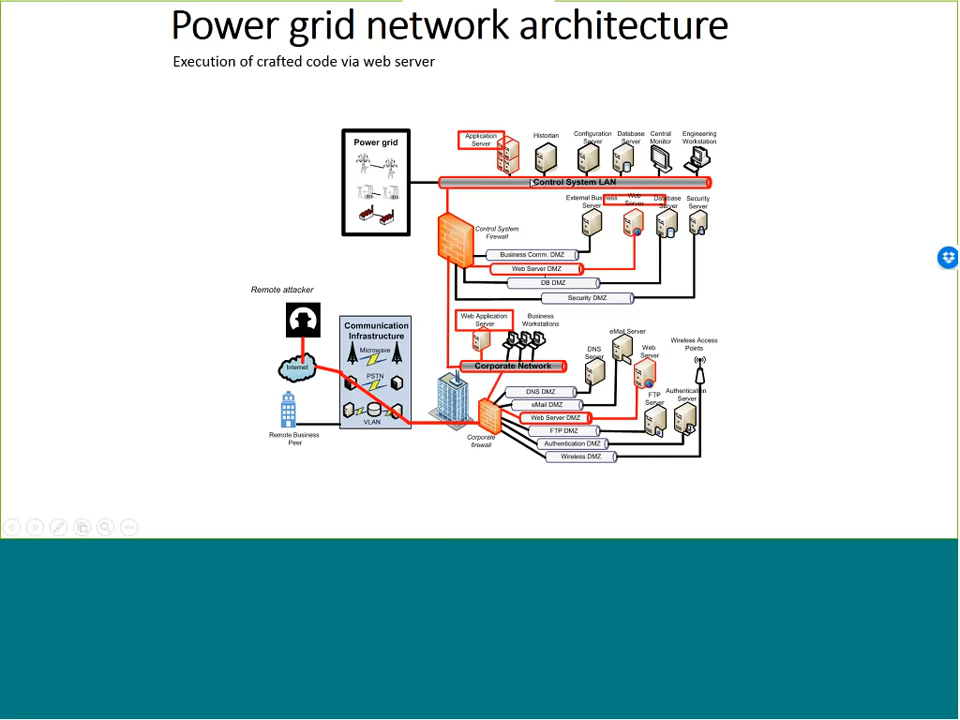 Power grid network architecture
Execution of crafted code via web server
Power grid
Application
Server
Historian
Configuration
Server
Database
Server
Central
Monitor
Engineering
Workstation
Control System LAN
External Business
Server
Web
Server
Database
Server
Security
Server
Control System
Firewall
Business Comm. DMZ
Web Server DMZ
DB DMZ
Security DMZ
Remote attacker
Internet
Remote Business
Peer
Communication
Infrastructure
Microwave
PSTN
VLAN
Web Application
Server
Business
Workstations
Corporate Network
DNS
Server
eMail Server
Web
Server
Wireless Access
Points
FTP
Server
Authentication
Server
Corporate
firewall
DNS DMZ
eMail DMZ
Web Server DMZ
FTP DMZ
Authentication DMZ
Wireless DMZ